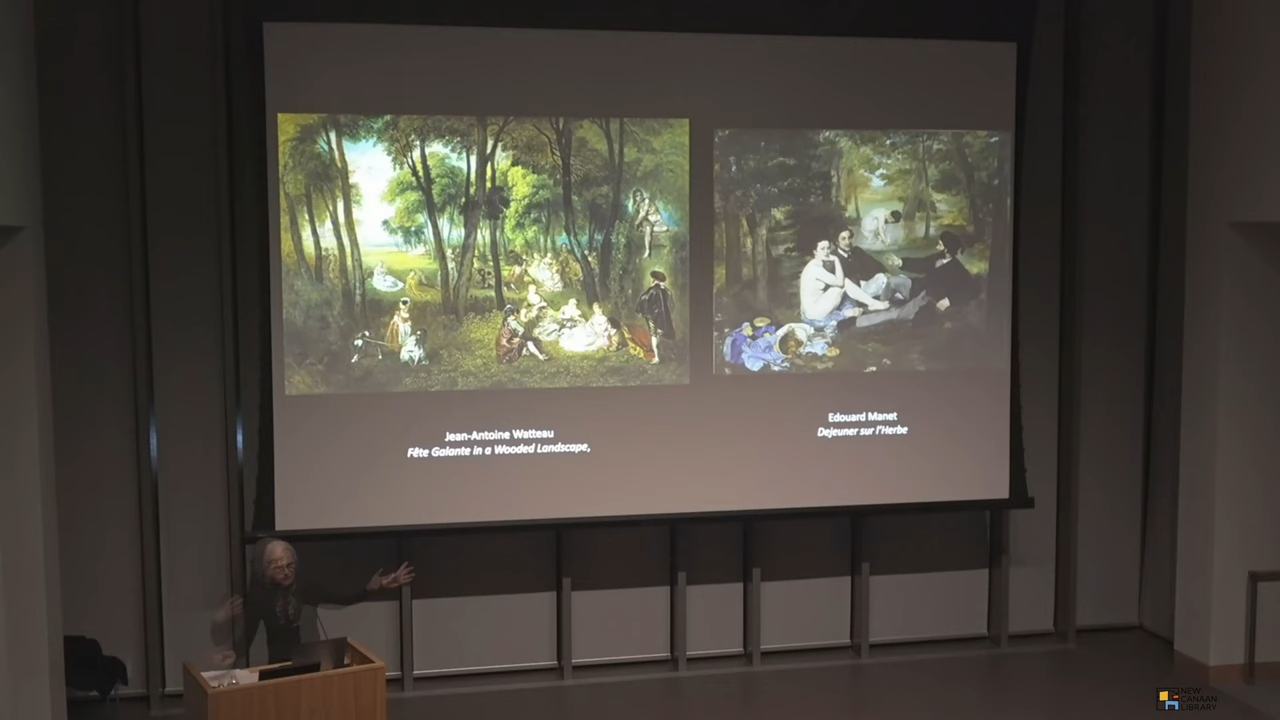 Jean-Antoine Watteau
Fête Galante in a Wooded Landscape,
Edouard Manet
Dejeuner sur l'Herbe
NEW
CANAAN
LIBRARY